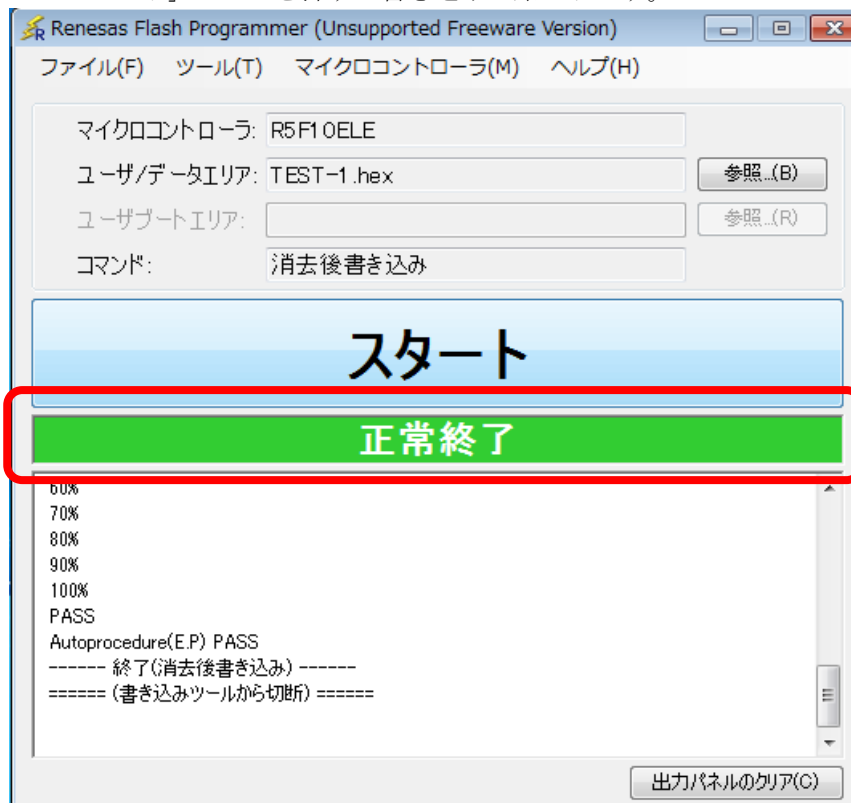 Renesas Flash Programmer (Unsupported Freeware Version)
ファイル(F) ツール(T) マイクロコントローラ(M) ヘルプ(H)
マイクロコントローラ: R5F10ELE
ユーザ/データエリア: TEST-1.hex 参照...(B)
ユーザブートエリア: 参照...(R)
コマンド: 消去後書き込み
スタート
正常終了
60%
70%
80%
90%
100%
PASS
Autoprocedure(E.P) PASS
------ 終了(消去後書き込み) ------
====== (書き込みツールから切断) ======
出力パネルのクリア(C)